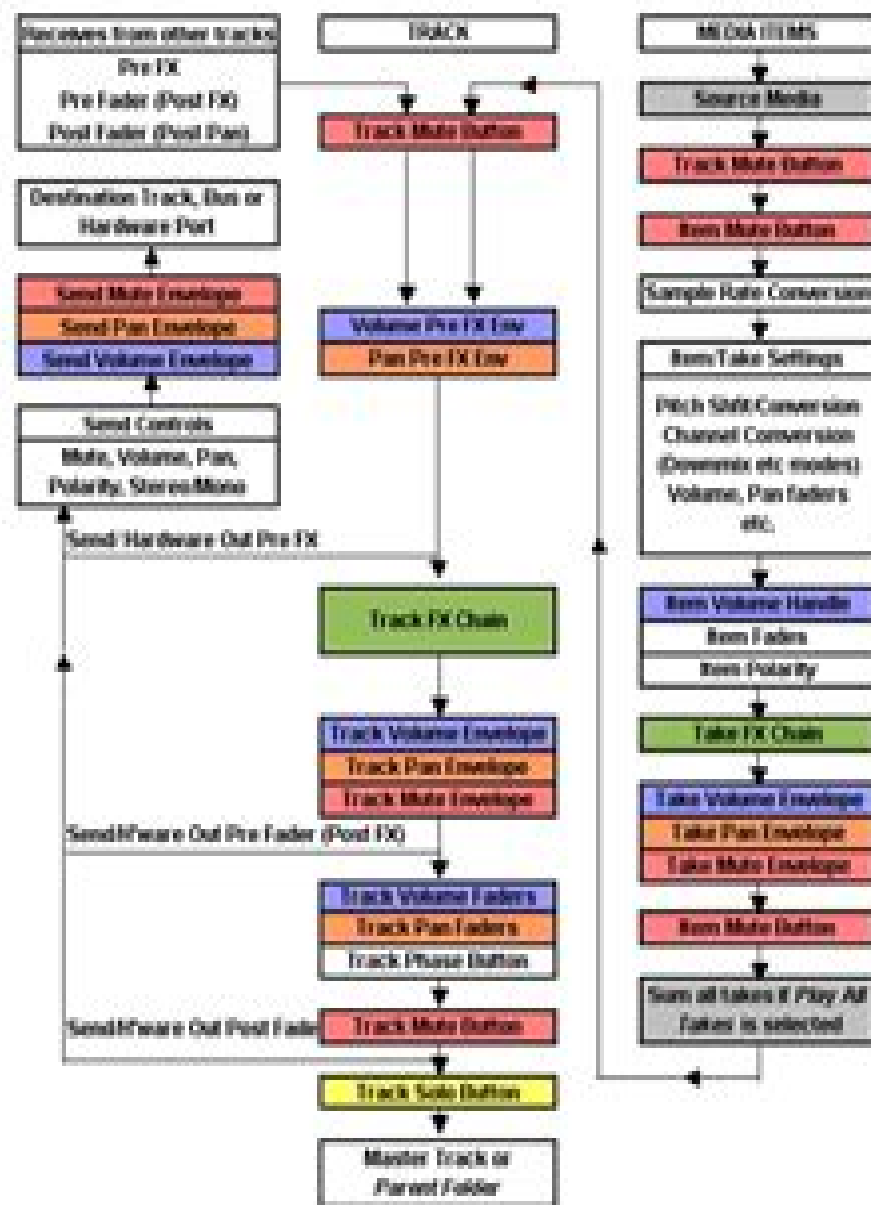 Receives from other tracks
Pre FX
Pre Fader (Post FX)
Post Fader (Post Pan)
Destination Track, Bus or
Hardware Port
Send Mute Envelope
Send Pan Envelope
Send Volume Envelope
Send Controls
Mute, Volume, Pan,
Polarity, Stereo/Mono
Send/Hardware Out Pre FX
Send/H'ware Out Pre Fader (Post FX)
Send/H'ware Out Post Fader
TRACK
Track Mute Button
Volume Pre FX Env
Pan Pre FX Env
Track FX Chain
Track Volume Envelope
Track Pan Envelope
Track Mute Envelope
Track Volume Faders
Track Pan Faders
Track Phase Button
Track Mute Button
Track Solo Button
Master Track or
Parent Folder
MEDIA ITEMS
Source Media
Track Mute Button
Item Mute Button
Sample Rate Conversion
Item Take Settings
Pitch Shfit Conversion
Channel Conversion
(Downmix etc modes)
Volume, Pan faders
etc.
Item Volume Handle
Item Fades
Item Polarity
Take FX Chain
Take Volume Envelope
Take Pan Envelope
Take Mute Envelope
Item Mute Button
Sum all takes if Play All
Takes is selected